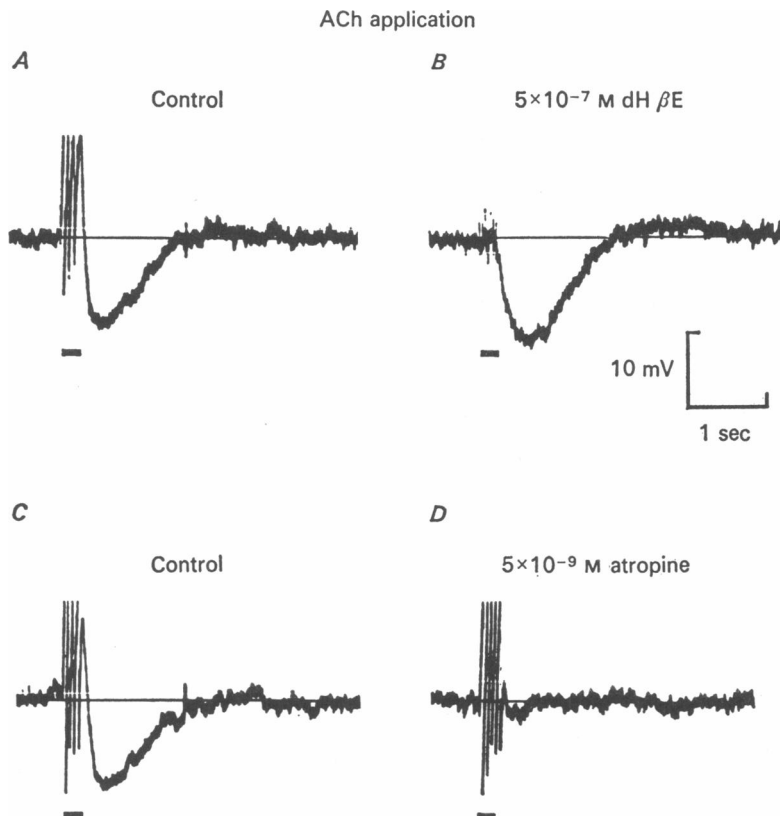 ACh application
A
B
Control
5×10⁻⁷ M dH βE
10 mV
1 sec
C
D
Control
5×10⁻⁹ M atropine